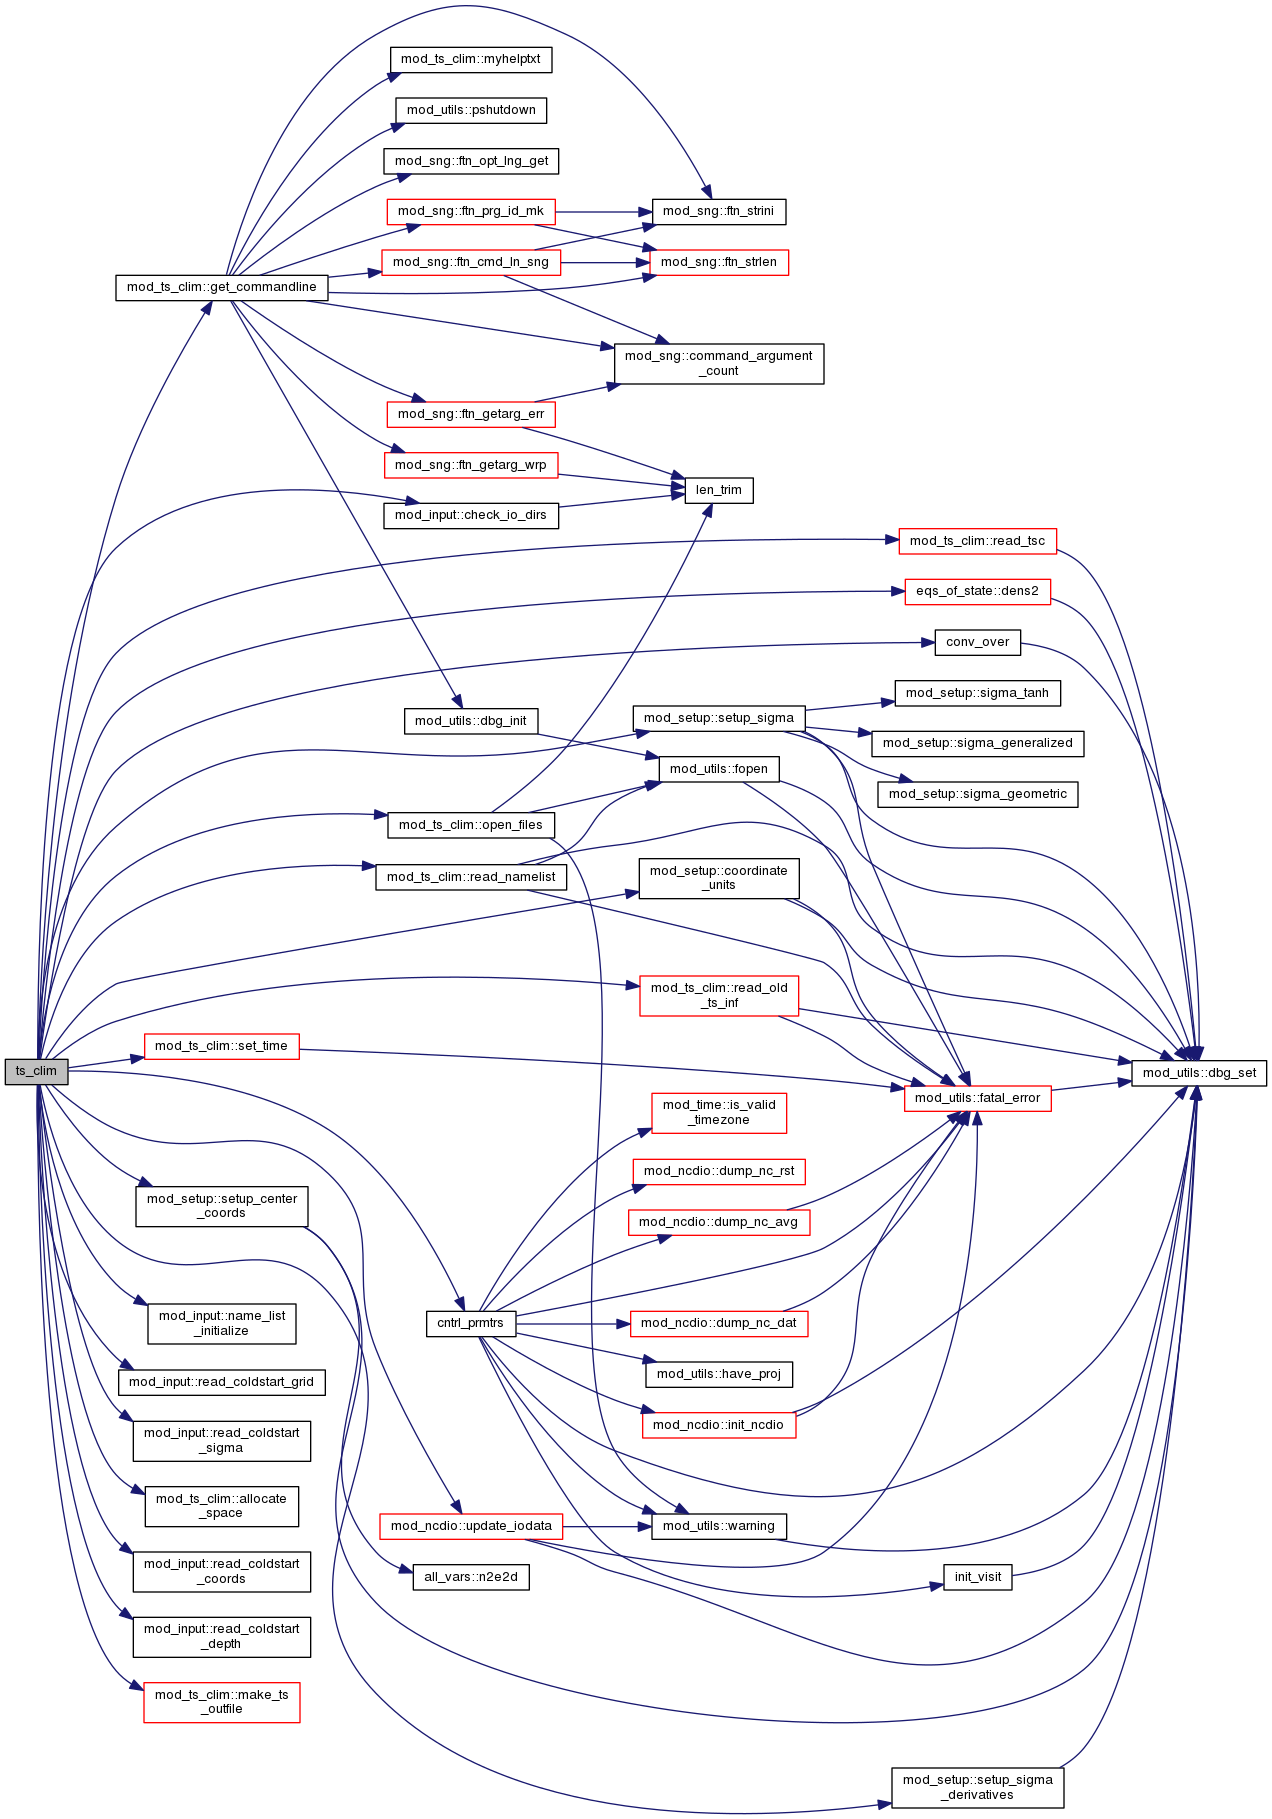 mod_ts_clim::myhelptxt
mod_utils::pshutdown
mod_sng::ftn_opt_lng_get
mod_sng::ftn_prg_id_mk
mod_sng::ftn_strini
mod_sng::ftn_cmd_ln_sng
mod_sng::ftn_strlen
mod_ts_clim::get_commandline
mod_sng::command_argument
_count
mod_sng::ftn_getarg_err
mod_sng::ftn_getarg_wrp
len_trim
mod_input::check_io_dirs
mod_ts_clim::read_tsc
eqs_of_state::dens2
conv_over
mod_setup::sigma_tanh
mod_utils::dbg_init
mod_setup::setup_sigma
mod_setup::sigma_generalized
mod_utils::fopen
mod_setup::sigma_geometric
mod_ts_clim::open_files
mod_ts_clim::read_namelist
mod_setup::coordinate
_units
mod_ts_clim::read_old
_ts_inf
mod_ts_clim::set_time
ts_clim
mod_utils::dbg_set
mod_utils::fatal_error
mod_time::is_valid
_timezone
mod_ncdio::dump_nc_rst
mod_setup::setup_center
_coords
mod_ncdio::dump_nc_avg
mod_input::name_list
_initialize
cntrl_prmtrs
mod_ncdio::dump_nc_dat
mod_utils::have_proj
mod_input::read_coldstart_grid
mod_ncdio::init_ncdio
mod_input::read_coldstart
_sigma
mod_ts_clim::allocate
_space
mod_ncdio::update_iodata
mod_utils::warning
mod_input::read_coldstart
_coords
all_vars::n2e2d
init_visit
mod_input::read_coldstart
_depth
mod_ts_clim::make_ts
_outfile
mod_setup::setup_sigma
_derivatives